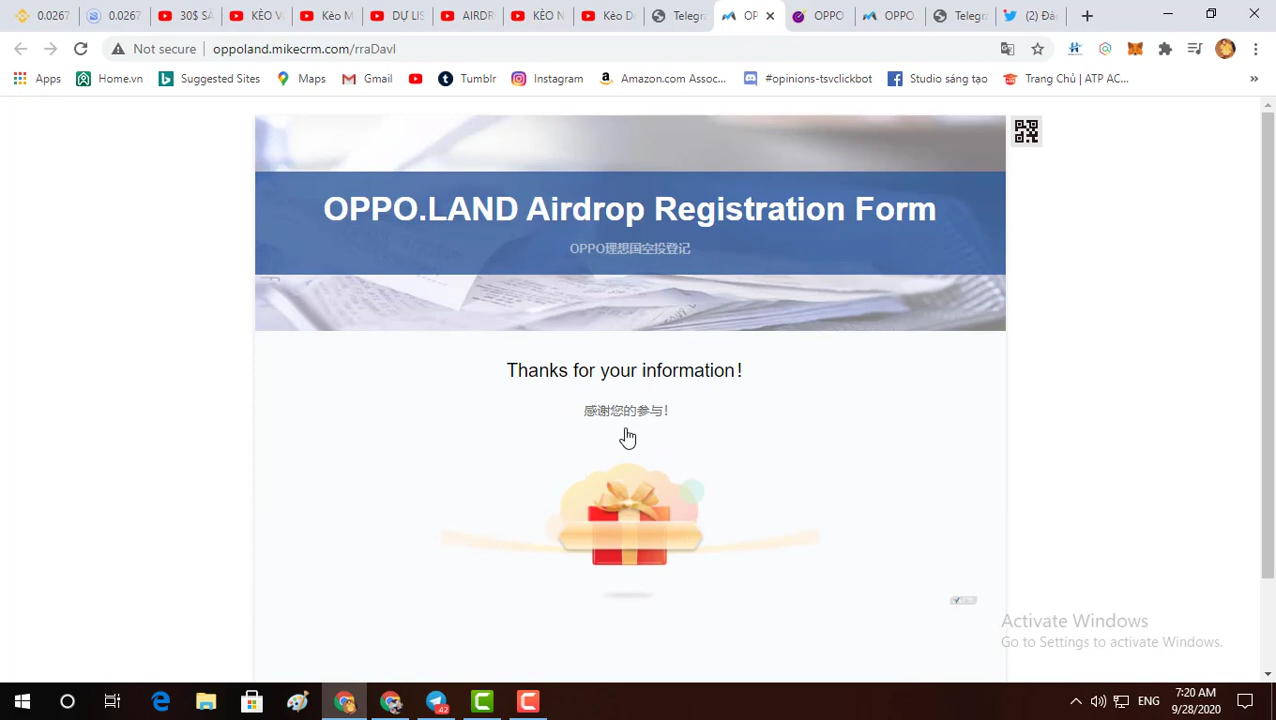 0.0267
0.0267
30$ SÀ
KÈO V
Kèo M
DỰ LIS
AIRDR
KÈO N
Kèo D
Telegr
OP
OPPO
OPPO.
Telegr
(2) Đà
Not secure
oppoland.mikecrm.com/rraDavl
Apps
Home.vn
Suggested Sites
Maps
Gmail
Tumblr
Instagram
Amazon.com Assoc...
#opinions-tsvclickbot
Studio sáng tạo
Trang Chủ | ATP AC...
OPPO.LAND Airdrop Registration Form
OPPO理想国空投登记
Thanks for your information！
感谢您的参与！
Activate Windows
Go to Settings to activate Windows.
42
ENG
7:20 AM
9/28/2020